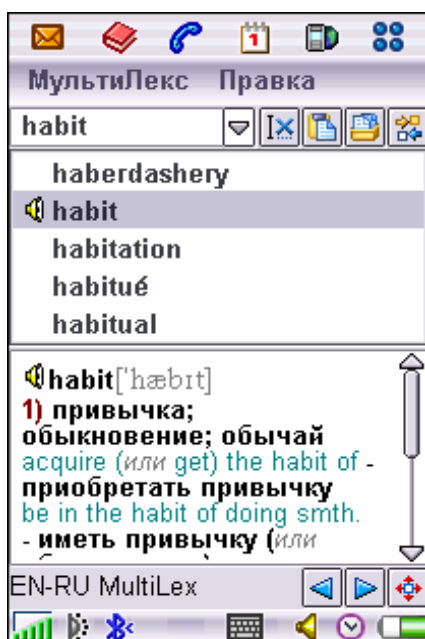 1
МультиЛекс Правка
habit
haberdashery
habit
habitation
habitué
habitual
habit['hæbɪt]
1) привычка;
обыкновение; обычай
acquire (или get) the habit of -
приобретать привычку
be in the habit of doing smth.
- иметь привычку (или
EN-RU MultiLex